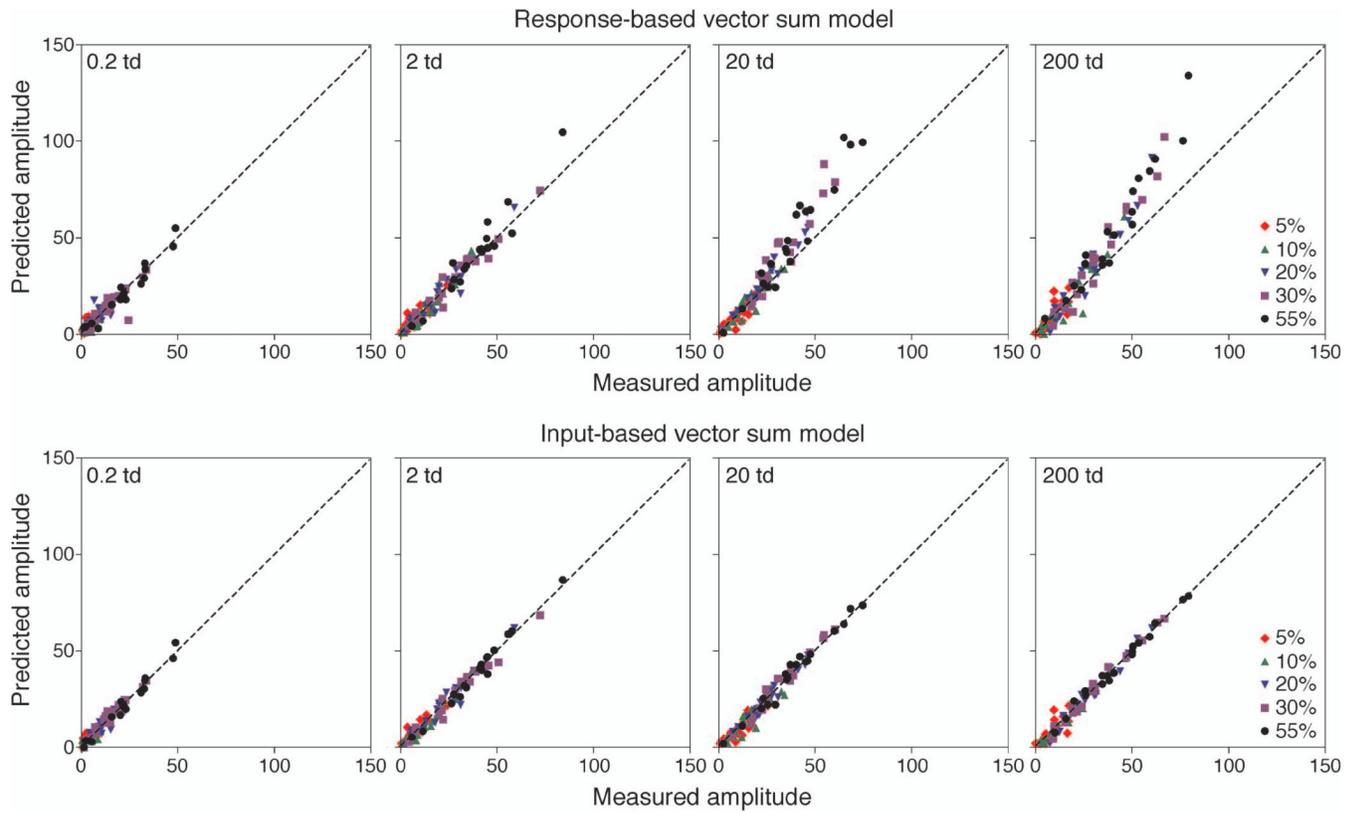 Response-based vector sum model
0.2 td
2 td
20 td
200 td
Predicted amplitude
150
100
50
0
5%
10%
20%
30%
55%
0 50 100 150
0 50 100 150
0 50 100 150
0 50 100 150
Measured amplitude
Input-based vector sum model
0.2 td
2 td
20 td
200 td
Predicted amplitude
150
100
50
0
5%
10%
20%
30%
55%
0 50 100 150
0 50 100 150
0 50 100 150
0 50 100 150
Measured amplitude